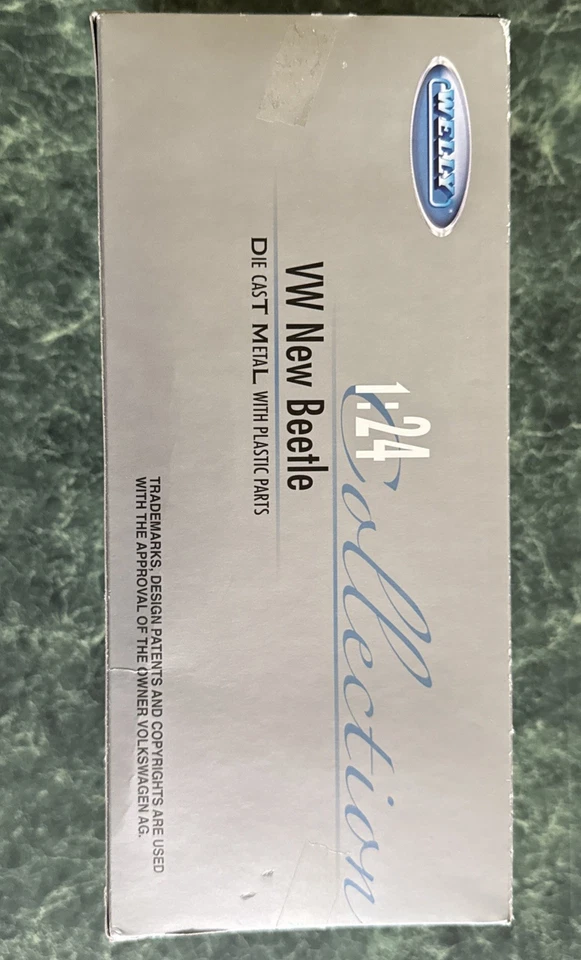 WELLY
1:24
Collection
VW New Beetle
DIE CAST METAL WITH PLASTIC PARTS
TRADEMARKS, DESIGN PATENTS AND COPYRIGHTS ARE USED
WITH THE APPROVAL OF THE OWNER VOLKSWAGEN AG.